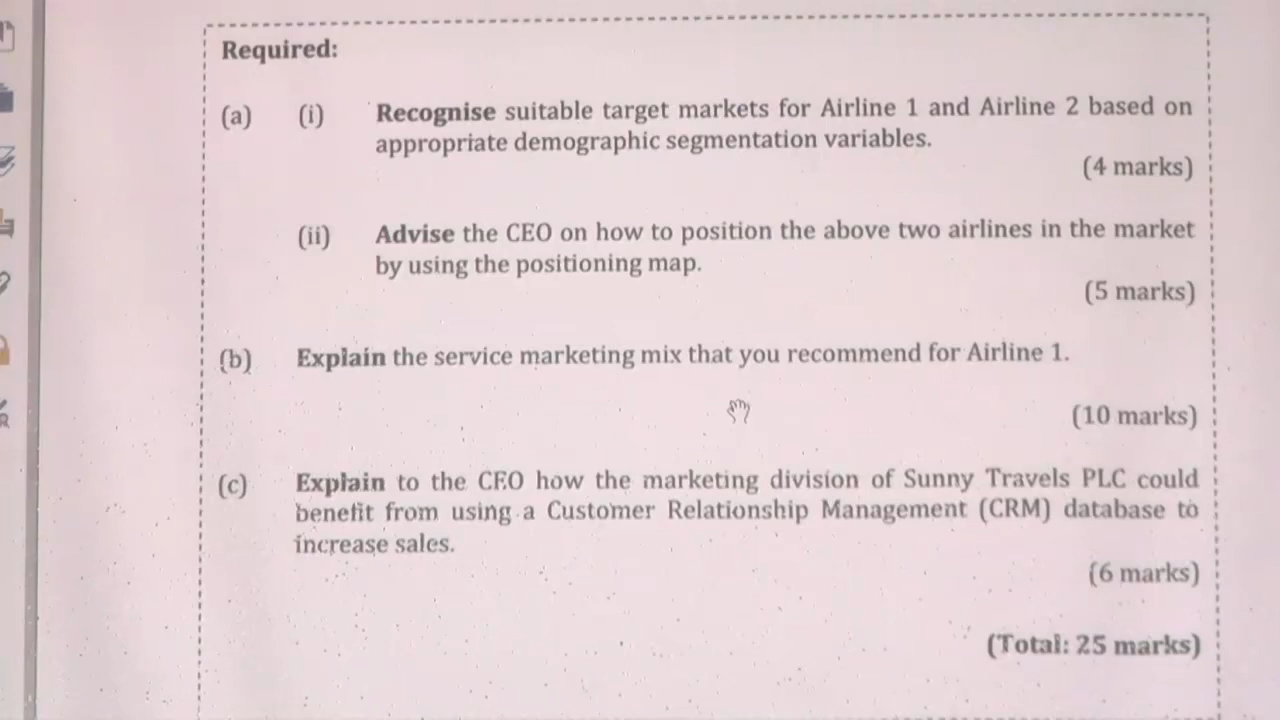 Required:
(a) (i) Recognise suitable target markets for Airline 1 and Airline 2 based on
appropriate demographic segmentation variables.
(4 marks)
(ii) Advise the CEO on how to position the above two airlines in the market
by using the positioning map.
(5 marks)
(b) Explain the service marketing mix that you recommend for Airline 1.
(10 marks)
(c) Explain to the CEO how the marketing division of Sunny Travels PLC could
benefit from using a Customer Relationship Management (CRM) database to
increase sales.
(6 marks)
(Total: 25 marks)